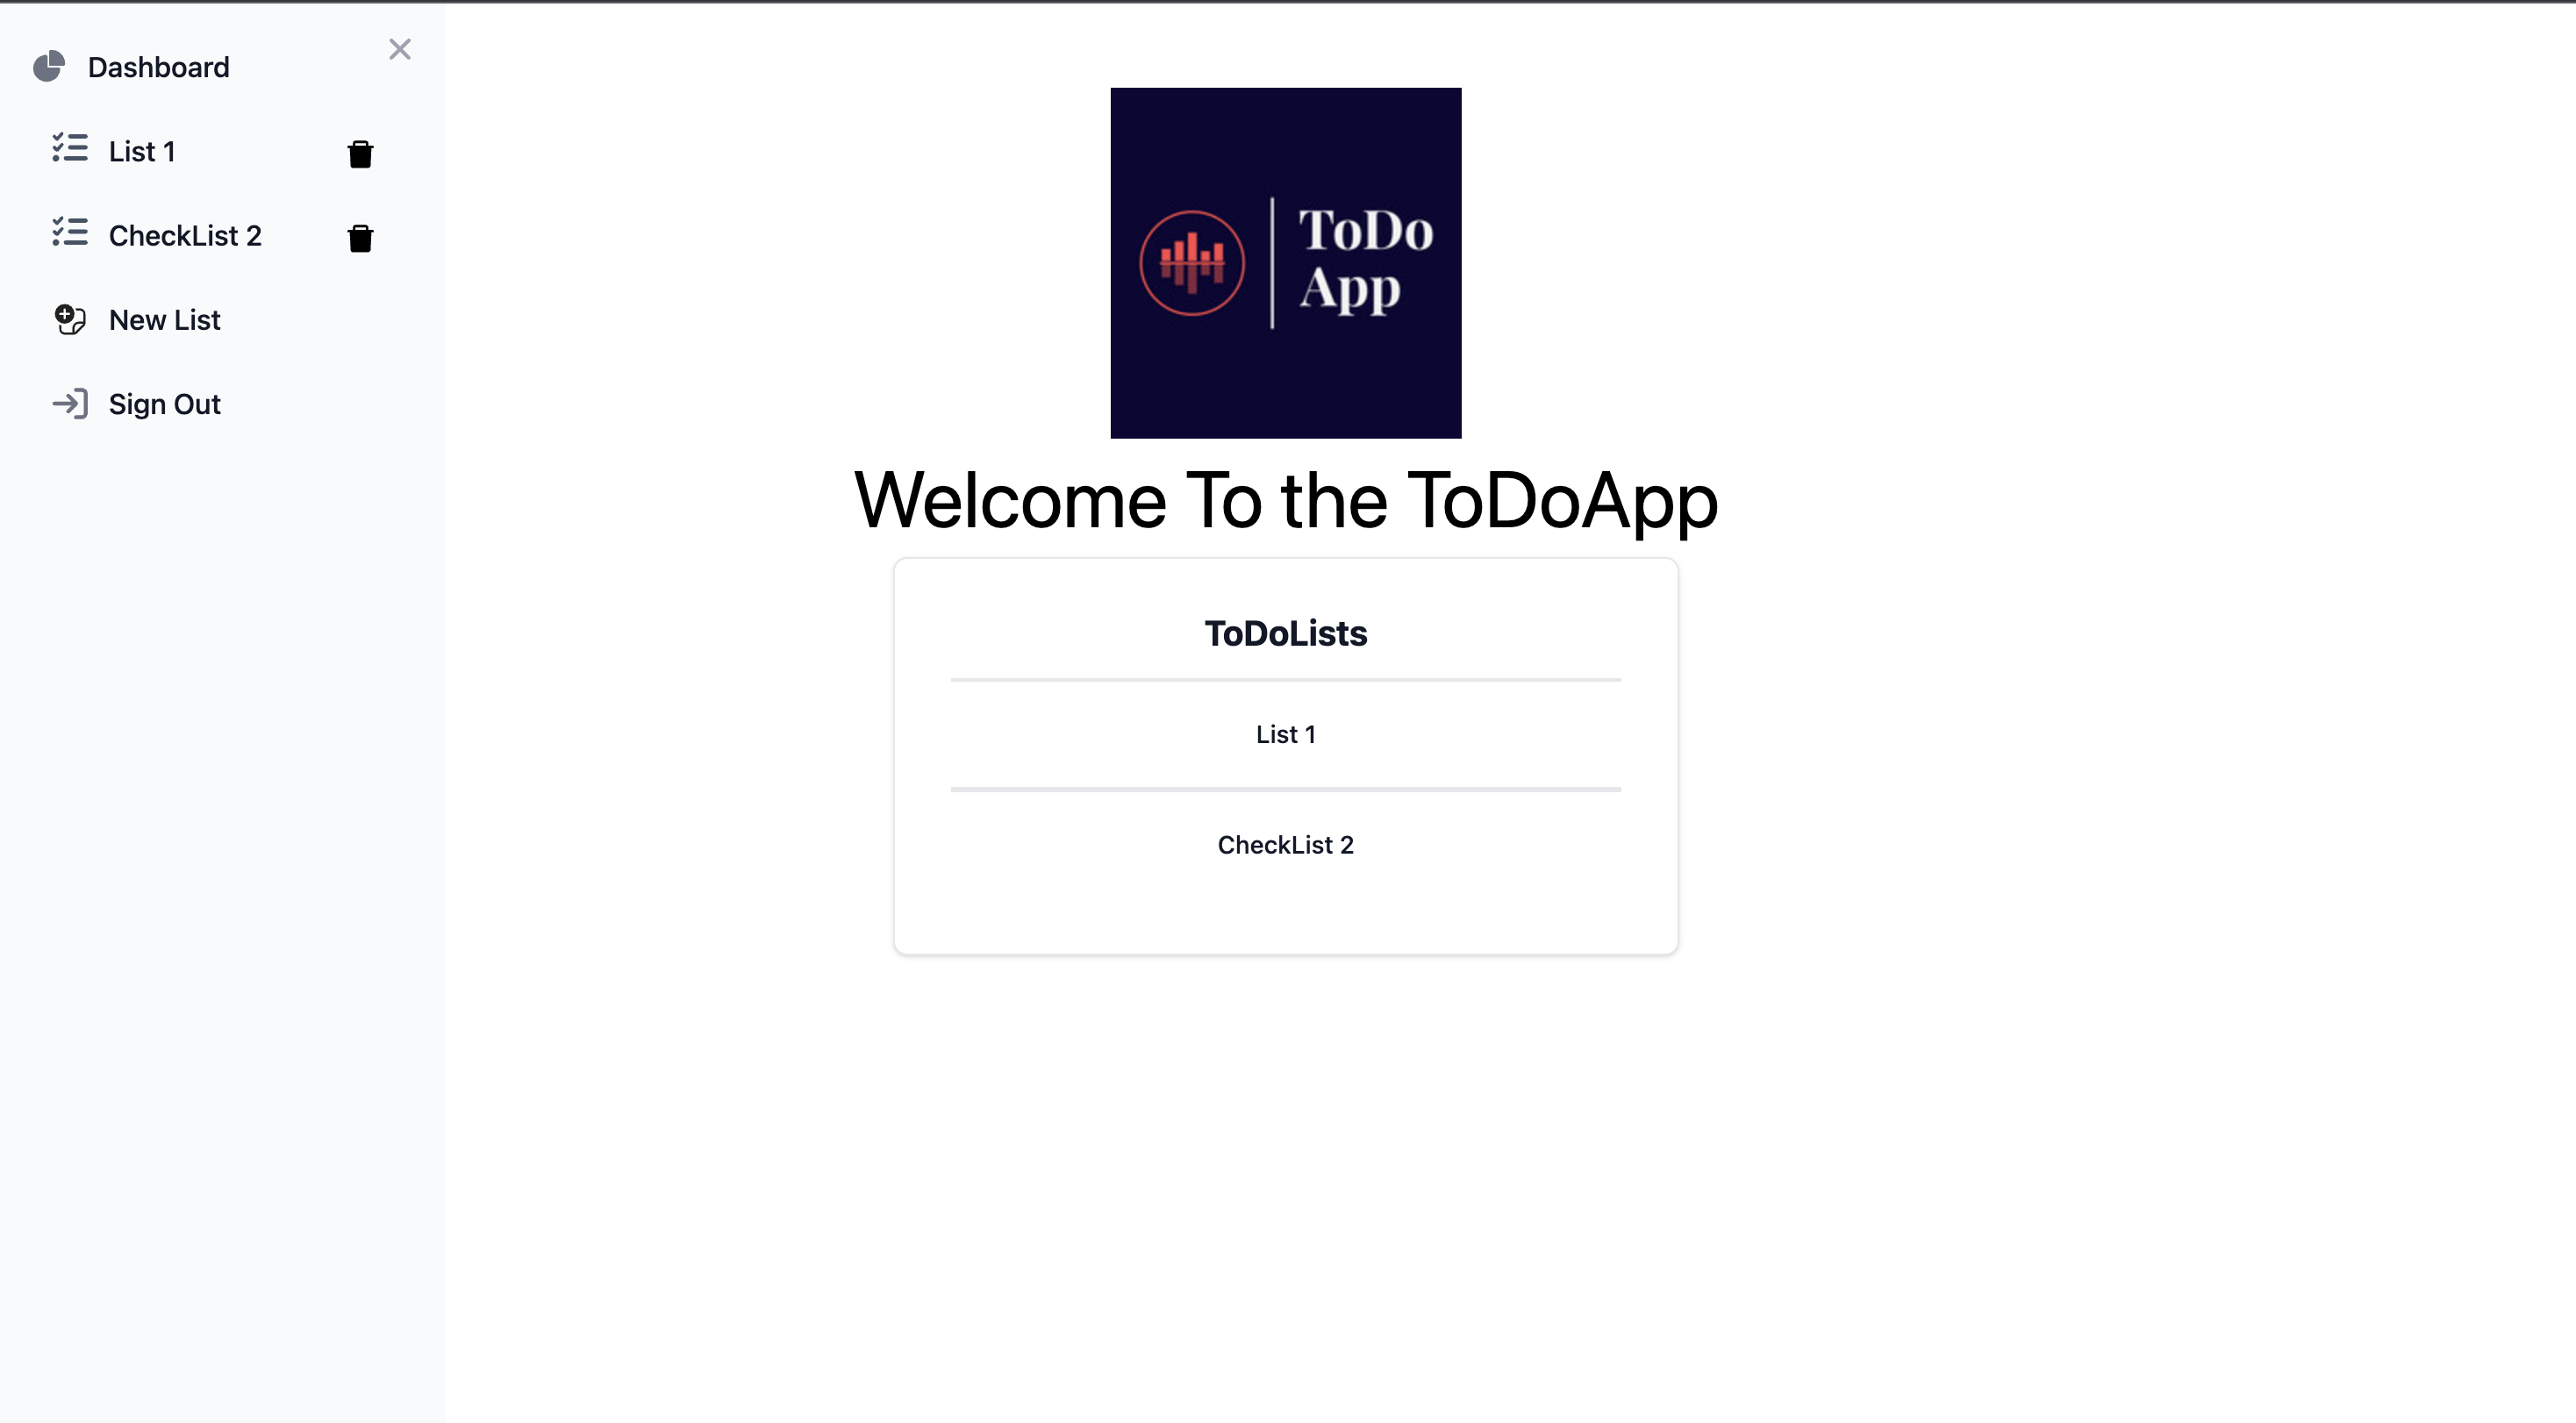 Dashboard
List 1
CheckList 2
New List
Sign Out
ToDo
App
Welcome To the ToDoApp
ToDoLists
List 1
CheckList 2